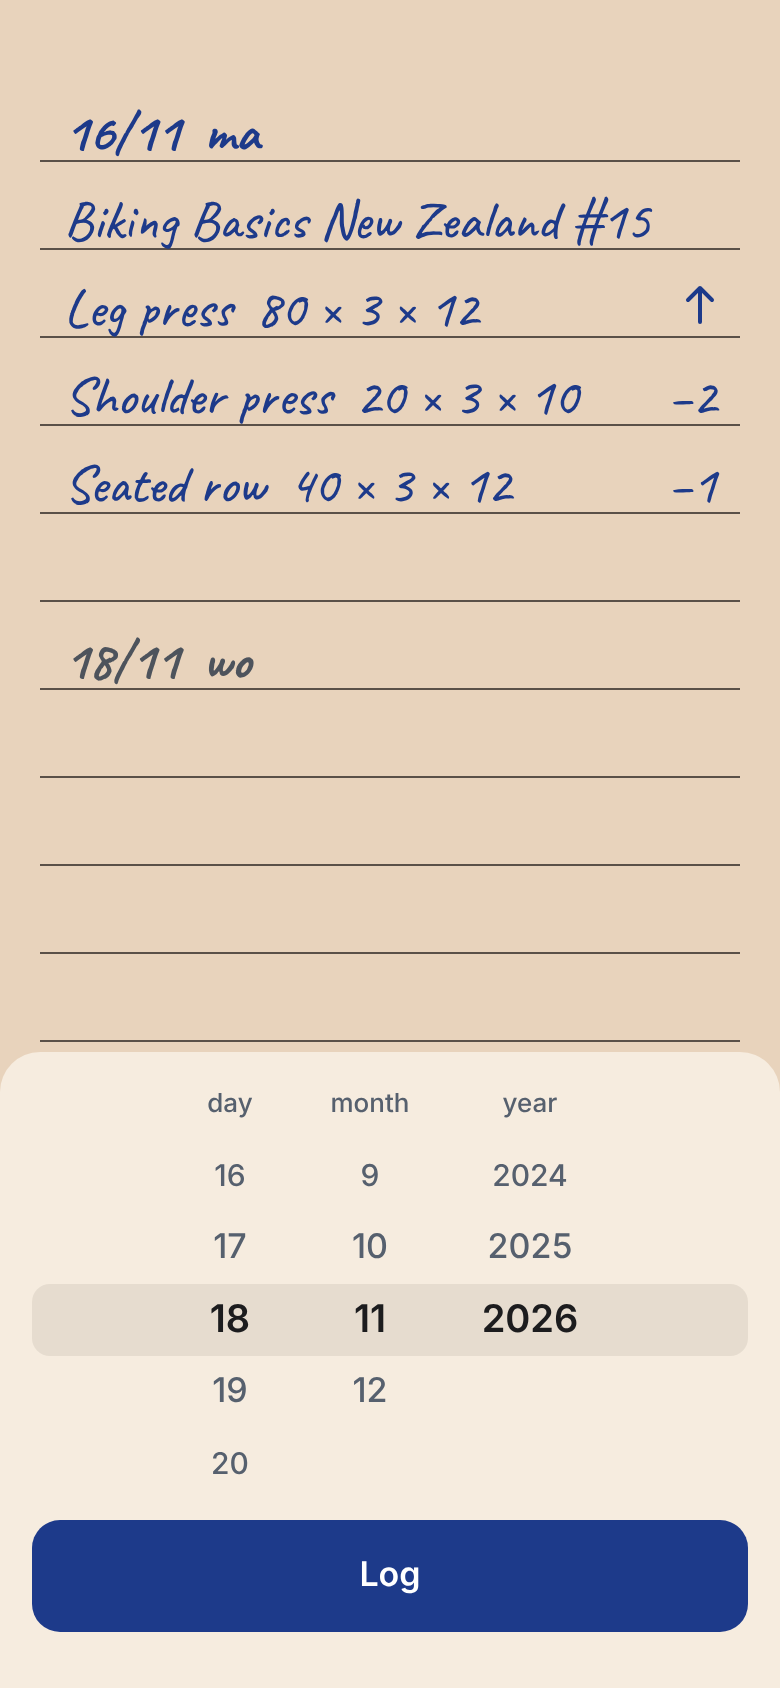 16/11 ma
Biking Basics New Zealand #15
Leg press 80 × 3 × 12 ↑
Shoulder press 20 × 3 × 10 −2
Seated row 40 × 3 × 12 −1
18/11 wo
day month year
16 9 2024
17 10 2025
18 11 2026
19 12
20
Log